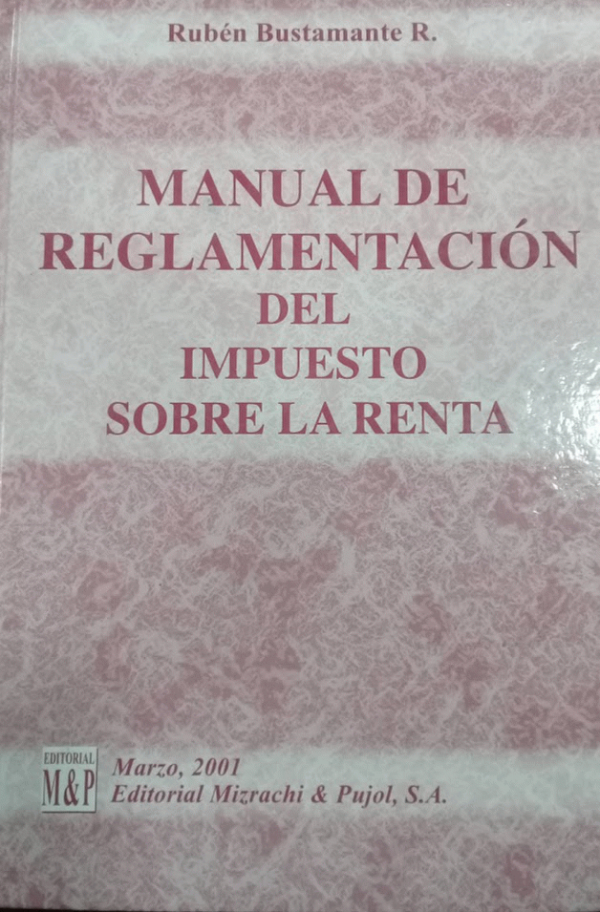 Rubén Bustamante R.
MANUAL DE
REGLAMENTACIÓN
DEL
IMPUESTO
SOBRE LA RENTA
EDITORIAL
M&P
Marzo, 2001
Editorial Mizrachi & Pujol, S.A.